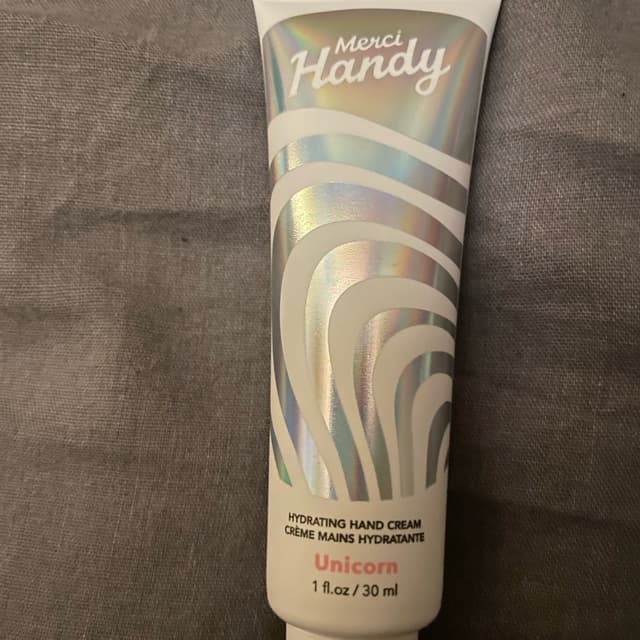 Merci
Handy
HYDRATING HAND CREAM
CRÈME MAINS HYDRATANTE
Unicorn
1 fl.oz / 30 ml